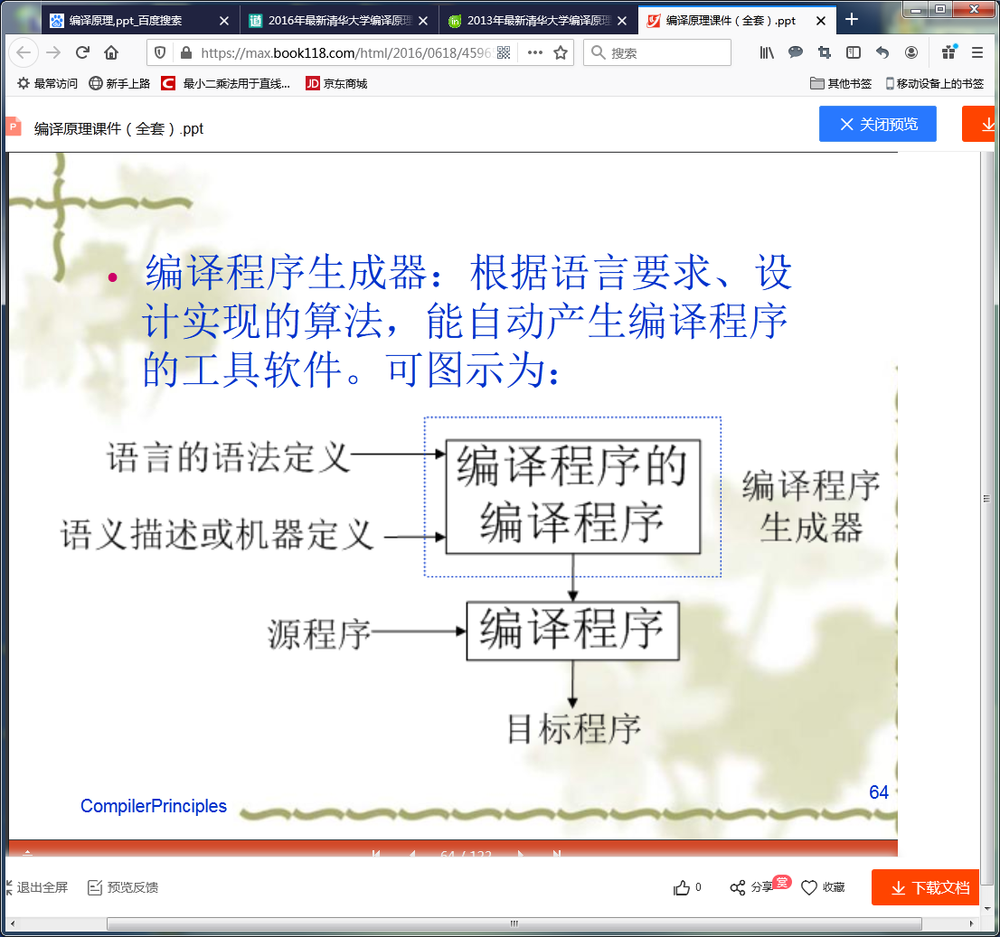 编译原理.ppt_百度搜索
2016年最新清华大学编译原理
2013年最新清华大学编译原理
编译原理课件（全套）.ppt
https://max.book118.com/html/2016/0618/4596
搜索
最常访问
新手上路
最小二乘法用于直线...
JD 京东商城
其他书签
移动设备上的书签
编译原理课件（全套）.ppt
关闭预览
• 编译程序生成器：根据语言要求、设
计实现的算法，能自动产生编译程序
的工具软件。可图示为：
语言的语法定义
编译程序的
编译程序
编译程序
生成器
语义描述或机器定义
源程序
编译程序
目标程序
CompilerPrinciples
64
64 / 122
退出全屏
预览反馈
0
分享
赏
收藏
下载文档